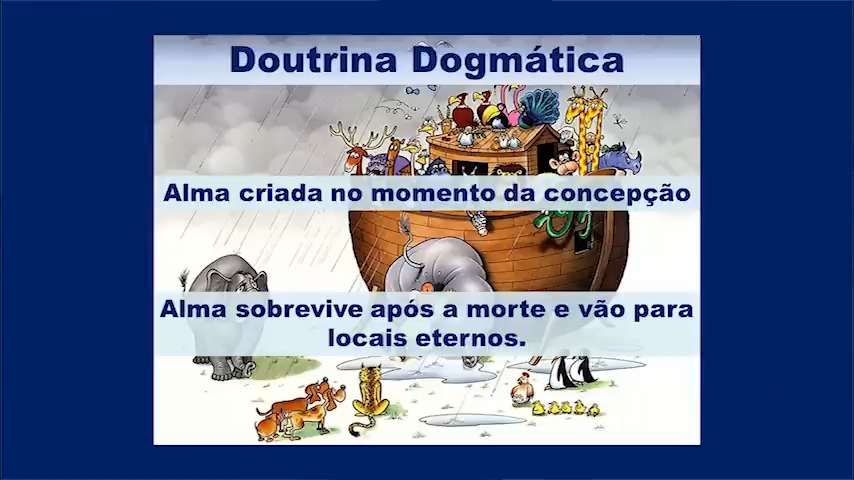 Doutrina Dogmática
Alma criada no momento da concepção
Alma sobrevive após a morte e vão para
locais eternos.